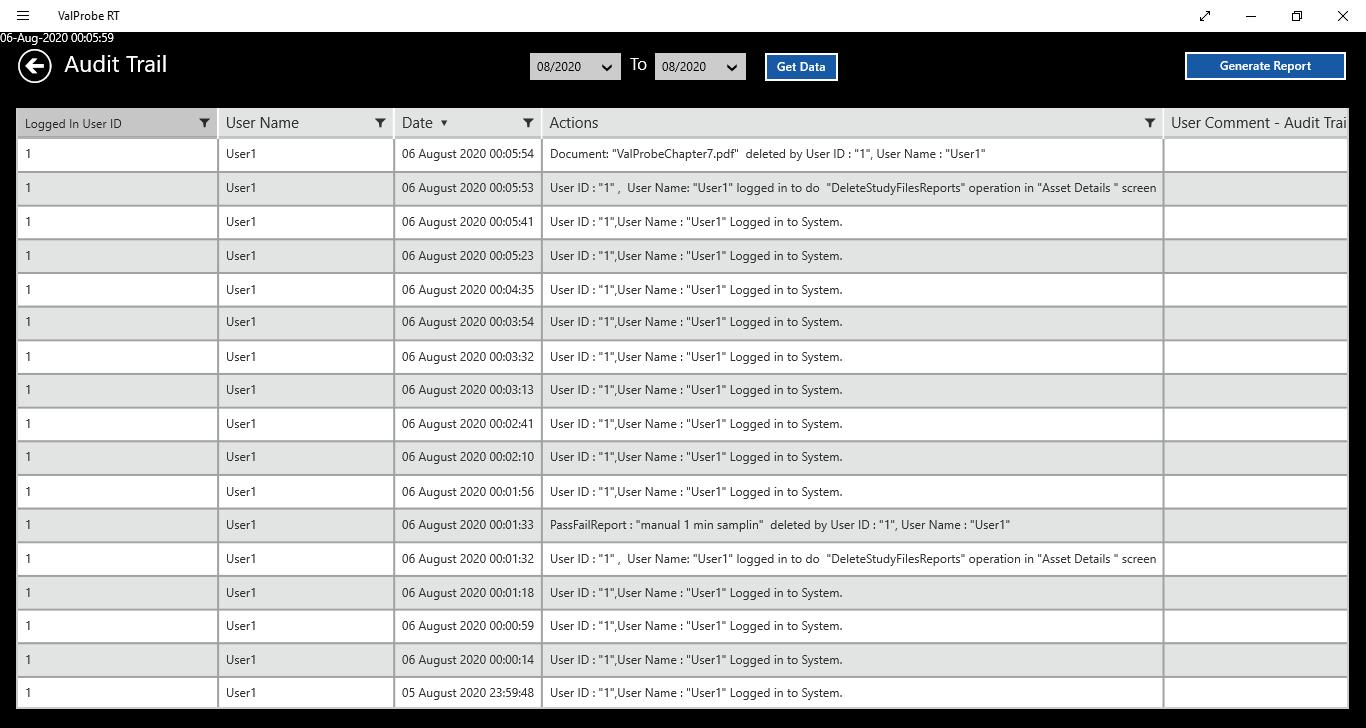 ValProbe RT
06-Aug-2020 00:05:59
Audit Trail 08/2020 To 08/2020 Get Data Generate Report
Logged In User ID User Name Date Actions User Comment - Audit Trai
1 User1 06 August 2020 00:05:54 Document: "ValProbeChapter7.pdf"  deleted by User ID : "1", User Name : "User1"
1 User1 06 August 2020 00:05:53 User ID : "1" ,  User Name: "User1" logged in to do  "DeleteStudyFilesReports" operation in "Asset Details " screen
1 User1 06 August 2020 00:05:41 User ID : "1",User Name : "User1" Logged in to System.
1 User1 06 August 2020 00:05:23 User ID : "1",User Name : "User1" Logged in to System.
1 User1 06 August 2020 00:04:35 User ID : "1",User Name : "User1" Logged in to System.
1 User1 06 August 2020 00:03:54 User ID : "1",User Name : "User1" Logged in to System.
1 User1 06 August 2020 00:03:32 User ID : "1",User Name : "User1" Logged in to System.
1 User1 06 August 2020 00:03:13 User ID : "1",User Name : "User1" Logged in to System.
1 User1 06 August 2020 00:02:41 User ID : "1",User Name : "User1" Logged in to System.
1 User1 06 August 2020 00:02:10 User ID : "1",User Name : "User1" Logged in to System.
1 User1 06 August 2020 00:01:56 User ID : "1",User Name : "User1" Logged in to System.
1 User1 06 August 2020 00:01:33 PassFailReport : "manual 1 min samplin"  deleted by User ID : "1", User Name : "User1"
1 User1 06 August 2020 00:01:32 User ID : "1" ,  User Name: "User1" logged in to do  "DeleteStudyFilesReports" operation in "Asset Details " screen
1 User1 06 August 2020 00:01:18 User ID : "1",User Name : "User1" Logged in to System.
1 User1 06 August 2020 00:00:59 User ID : "1",User Name : "User1" Logged in to System.
1 User1 06 August 2020 00:00:14 User ID : "1",User Name : "User1" Logged in to System.
1 User1 05 August 2020 23:59:48 User ID : "1",User Name : "User1" Logged in to System.